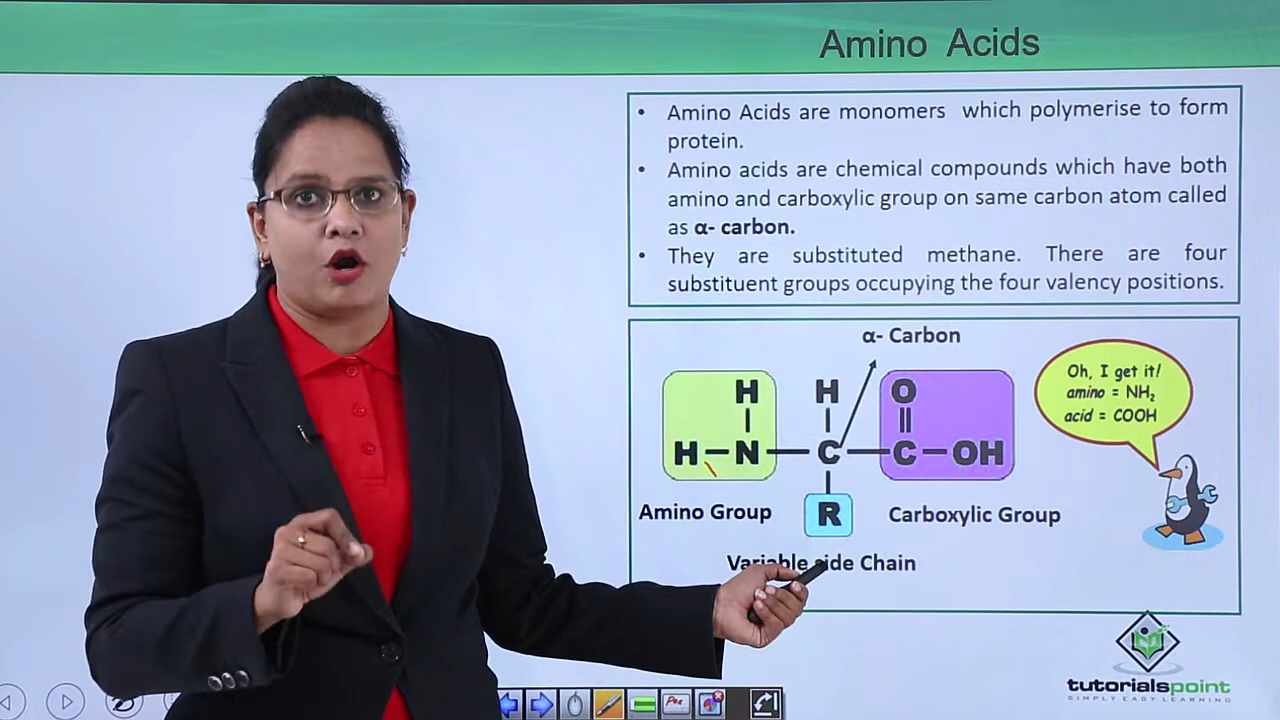 Amino Acids
• Amino Acids are monomers which polymerise to form
protein.
• Amino acids are chemical compounds which have both
amino and carboxylic group on same carbon atom called
as α- carbon.
• They are substituted methane. There are four
substituent groups occupying the four valency positions.
α- Carbon
H H O
H N C C OH
R
Amino Group
Carboxylic Group
Variable side Chain
Oh, I get it!
amino = NH₂
acid = COOH
tutorialspoint
SIMPLY EASY LEARNING